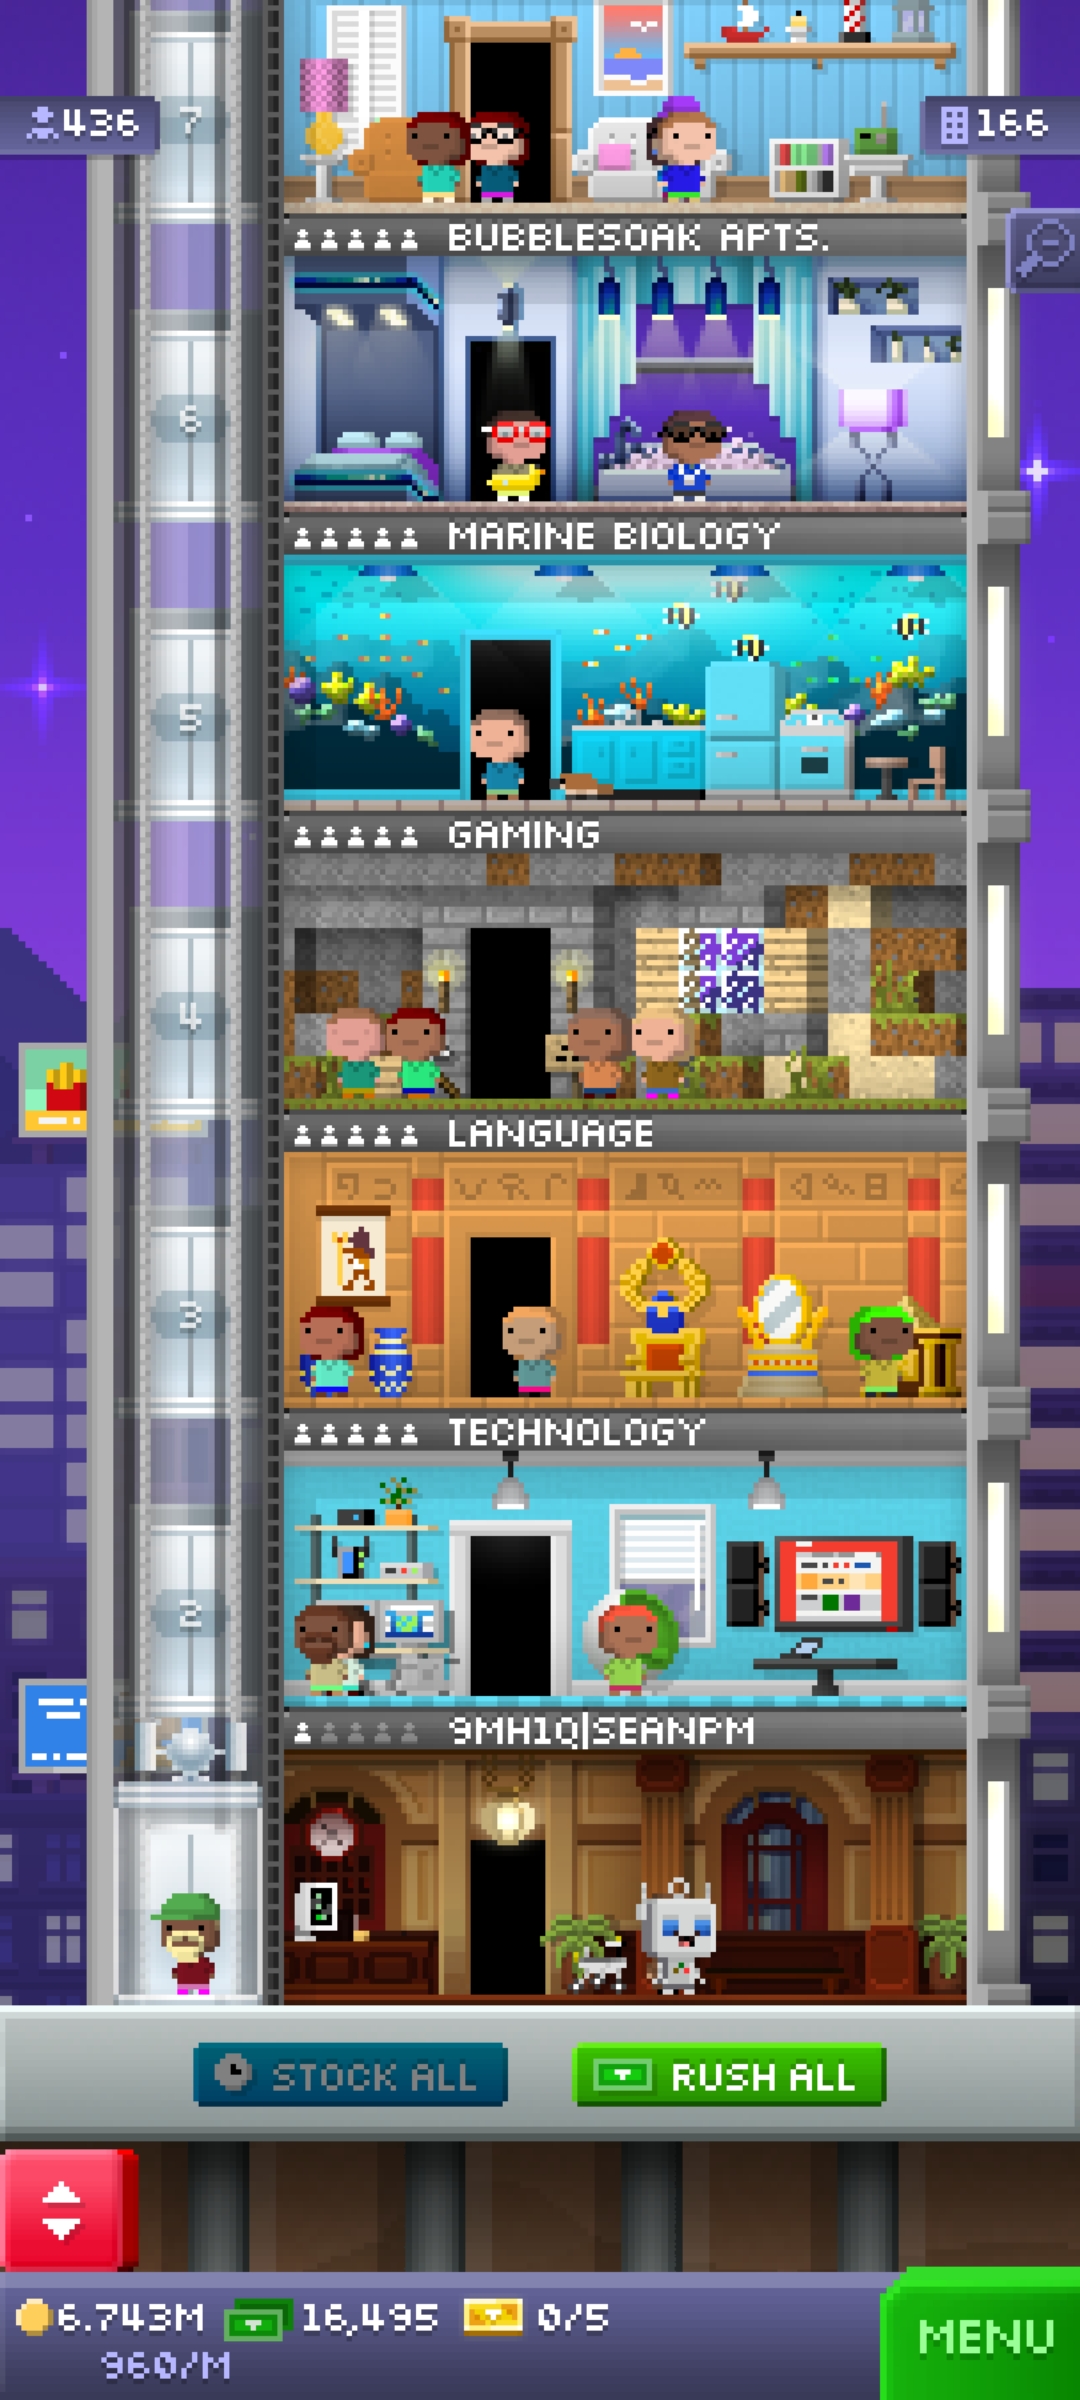 7
436
166
BUBBLESOAK APTS.
6
MARINE BIOLOGY
5
GAMING
4
LANGUAGE
3
TECHNOLOGY
2
9MH1Q|SEANPM
STOCK ALL
RUSH ALL
6.743M
16,495
0/5
960/M
MENU